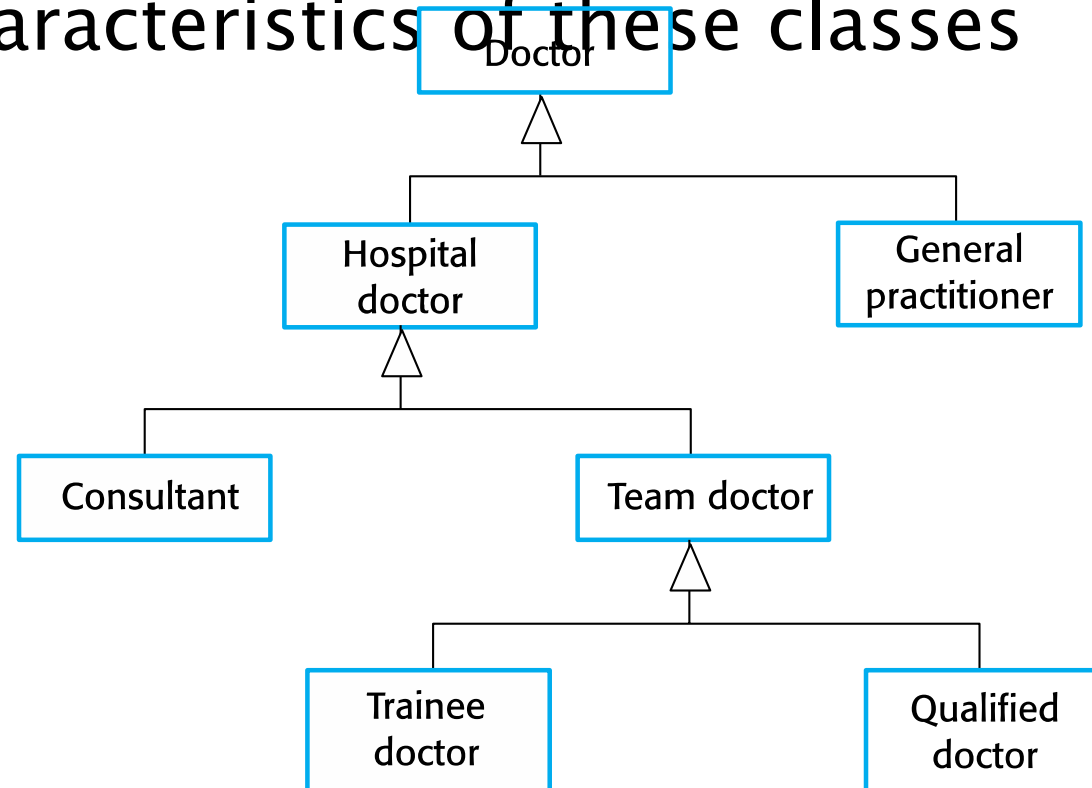 aracteristics of these classes
Doctor
Hospital
doctor
General
practitioner
Consultant
Team doctor
Trainee
doctor
Qualified
doctor